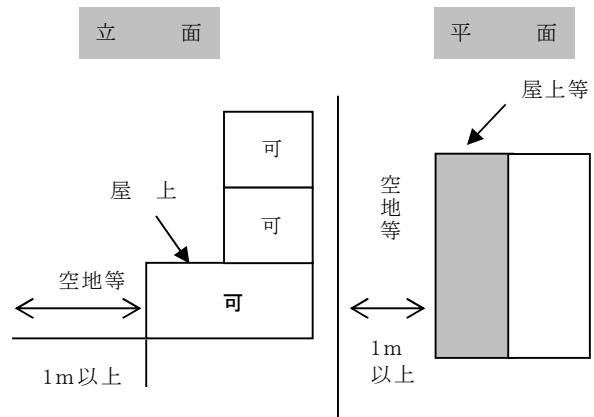 立 面
可
可
屋 上
空地等
可
1m以上
平 面
屋上等
空地等
1m
以上